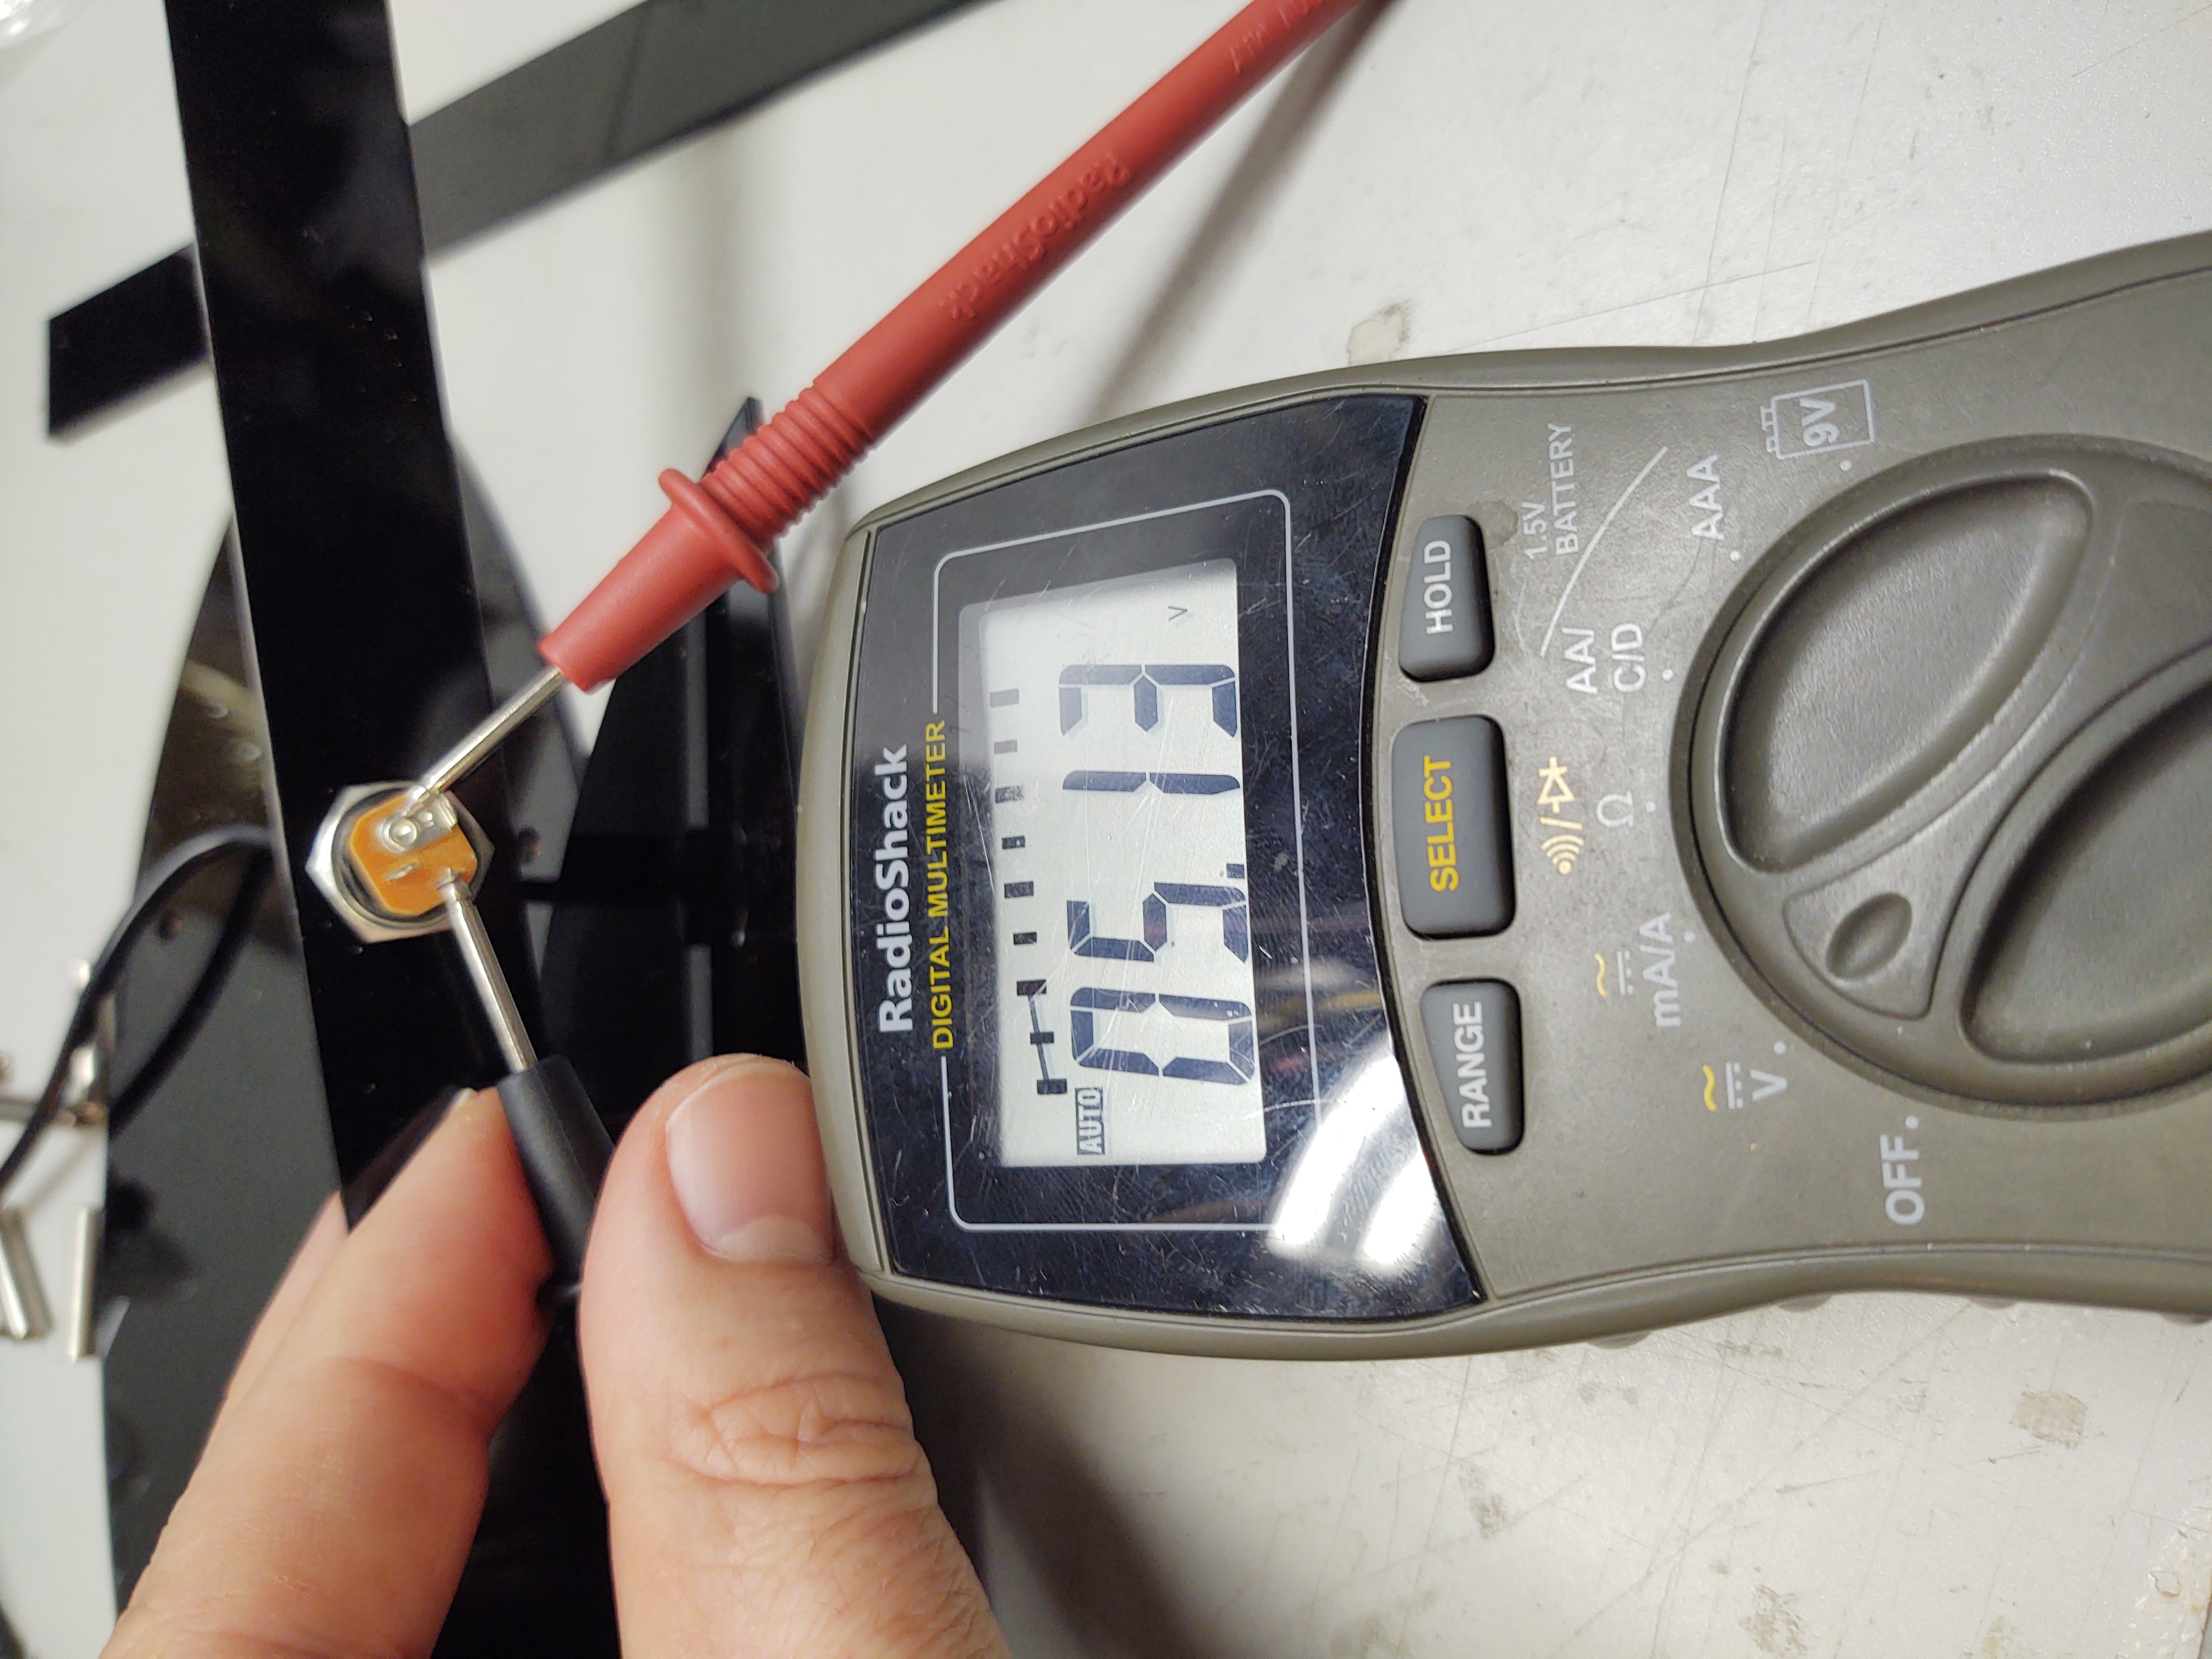 RadioShack
DIGITAL MULTIMETER
AUTO
05.13
V
RadioShack
RANGE
SELECT
HOLD
1.5V
BATTERY
AA/
C/D
Ω
mA/A
AAA
V
9V
OFF